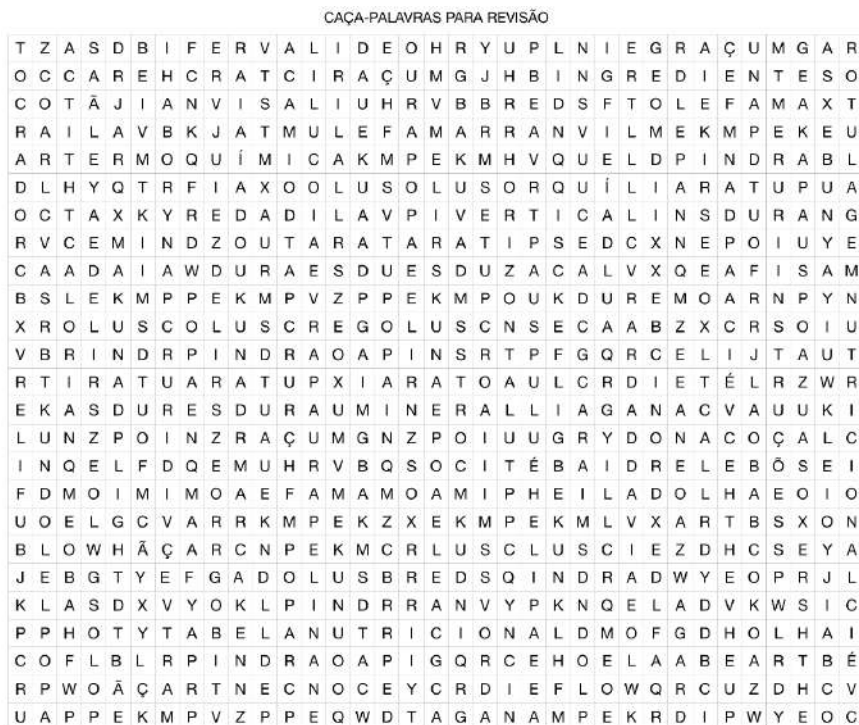 CAÇA-PALAVRAS PARA REVISÃO
T Z A S D B I F E R V A L I D E O H R Y U P L N I E G R A Ç U M G A R
O C C A R E H C R A T C I R A Ç U M G J H B I N G R E D I E N T E S O
C O T Ã J I A N V I S A L I U H R V B B R E D S F T O L E F A M A X T
R A I L A V B K J A T M U L E F A M A R R A N V I L M E K M P E K E U
A R T E R M O Q U Í M I C A K M P E K M H V Q U E L D P I N D R A B L
D L H Y Q T R F I A X O O L U S O L U S O R Q U Í L I A R A T U P U A
O C T A X K Y R E D A D I L A V P I V E R T I C A L I N S D U R A N G
R V C E M I N D Z O U T A R A T A R A T I P S E D C X N E P O I U Y E
C A A D A I A W D U R A E S D U E S D U Z A C A L V X Q E A F I S A M
B S L E K M P P E K M P V Z P P E K M P O U K D U R E M O A R N P Y N
X R O L U S C O L U S C R E G O L U S C N S E C A A B Z X C R S O I U
V B R I N D R P I N D R A O A P I N S R T P F G Q R C E L I J T A U T
R T I R A T U A R A T U P X I A R A T O A U L C R D I E T É L R Z W R
E K A S D U R E S D U R A U M I N E R A L L I A G A N A C V A U U K I
L U N Z P O I N Z R A Ç U M G N Z P O I U U G R Y D O N A C O Ç A L C
I N Q E L F D Q E M U H R V B Q S O C I T É B A I D R E L E B Õ S E I
F D M O I M I M O A E F A M A M O A M I P H E I L A D O L H A E O I O
U O E L G C V A R R K M P E K Z X E K M P E K M L V X A R T B S X O N
B L O W H Ã Ç A R C N P E K M C R L U S C L U S C I E Z D H C S E Y A
J E B G T Y E F G A D O L U S B R E D S Q I N D R A D W Y E O P R J L
K L A S D X V Y O K L P I N D R R A N V Y P K N Q E L A D V K W S I C
P P H O T Y T A B E L A N U T R I C I O N A L D M O F G D H O L H A I
C O F L B L R P I N D R A O A P I G Q R C E H O E L A A B E A R T B É
R P W O Ã Ç A R T N E C N O C E Y C R D I E F L O W Q R C U Z D H C V
U A P P E K M P V Z P P E Q W D T A G A N A M P E K R D I P W Y E O C